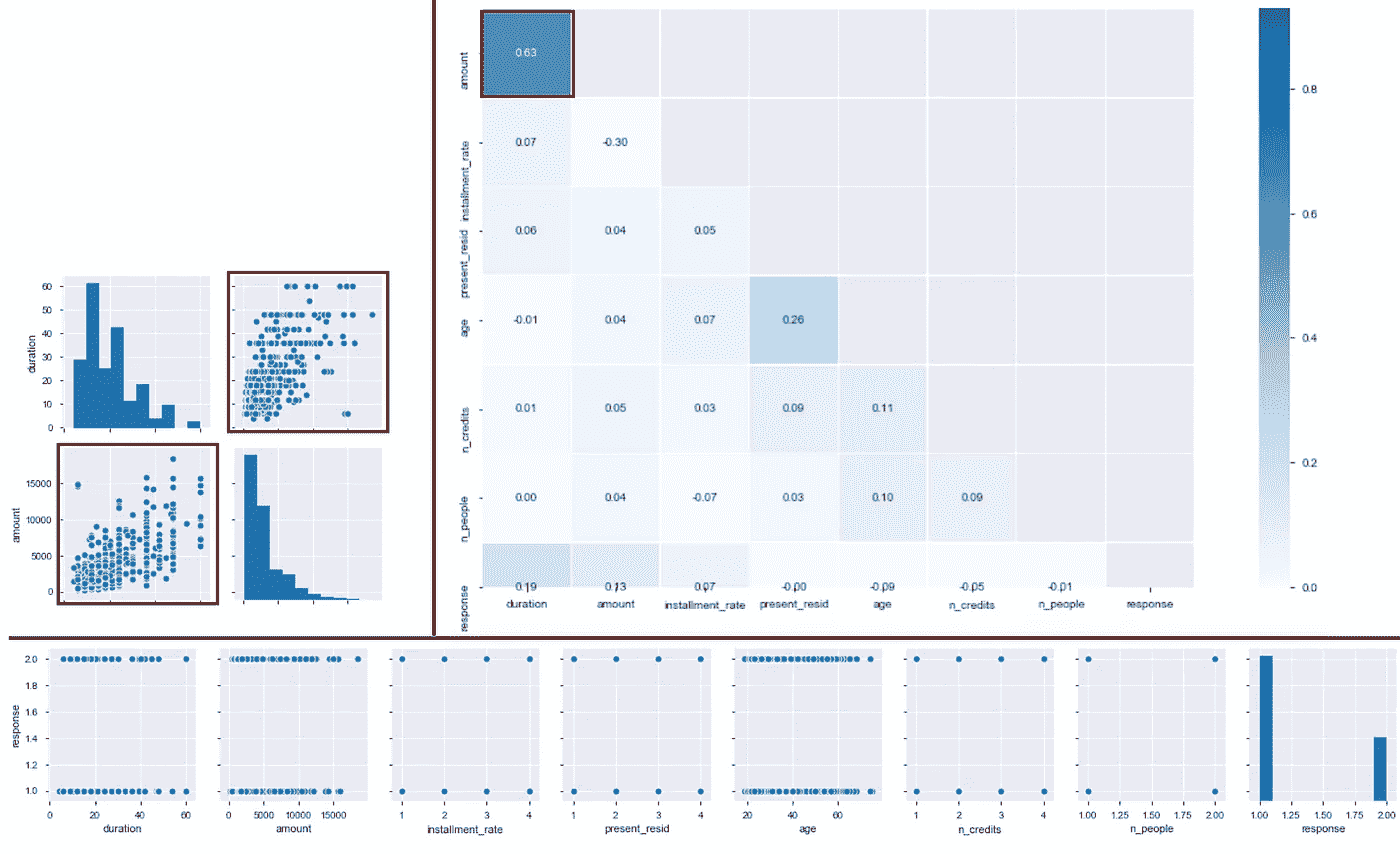 amount
0.63
0.8
installment_rate
0.07 -0.30
0.6
present_resid
0.06 0.04 0.05
0.4
age
-0.01 0.04 0.07 0.26
n_credits
0.01 0.05 0.03 0.09 0.11
0.2
n_people
0.00 0.04 -0.07 0.03 0.10 0.09
response
0.19 0.13 0.07 -0.00 -0.09 -0.05 -0.01
0.0
duration amount installment_rate present_resid age n_credits n_people response
duration
60
50
40
30
20
10
0
amount
15000
10000
5000
0
response
2.0
1.8
1.6
1.4
1.2
1.0
0 20 40 60 0 5000 10000 15000 1 2 3 4 1 2 3 4 20 40 60 1 2 3 4 1.00 1.25 1.50 1.75 2.00 1.00 1.25 1.50 1.75 2.00
duration amount installment_rate present_resid age n_credits n_people response